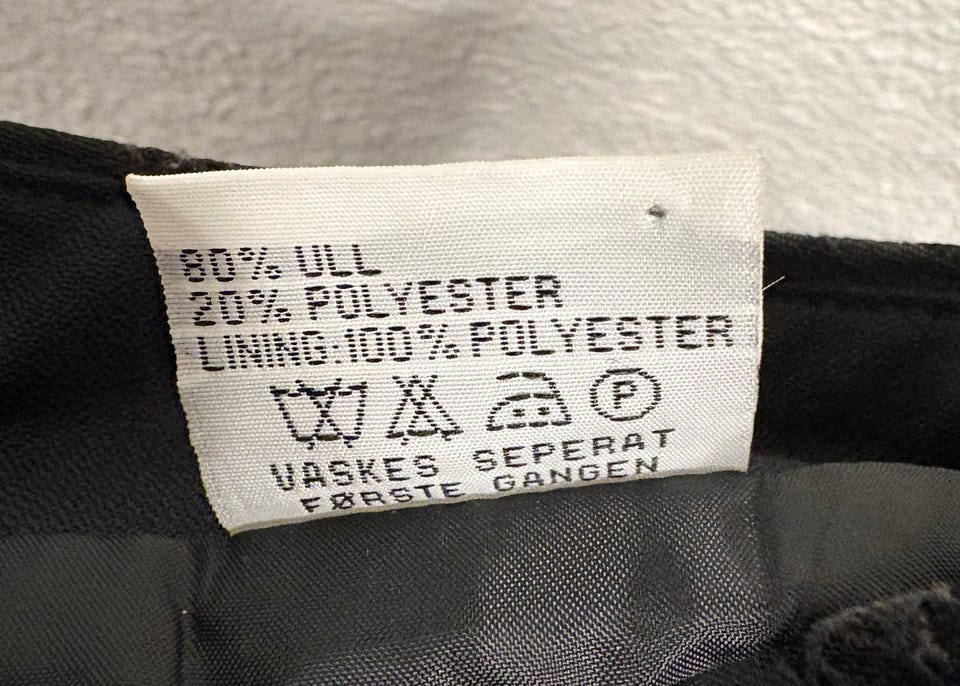 80% ULL
20% POLYESTER
LINING:100% POLYESTER
P
VASKES SEPERAT
FØRSTE GANGEN